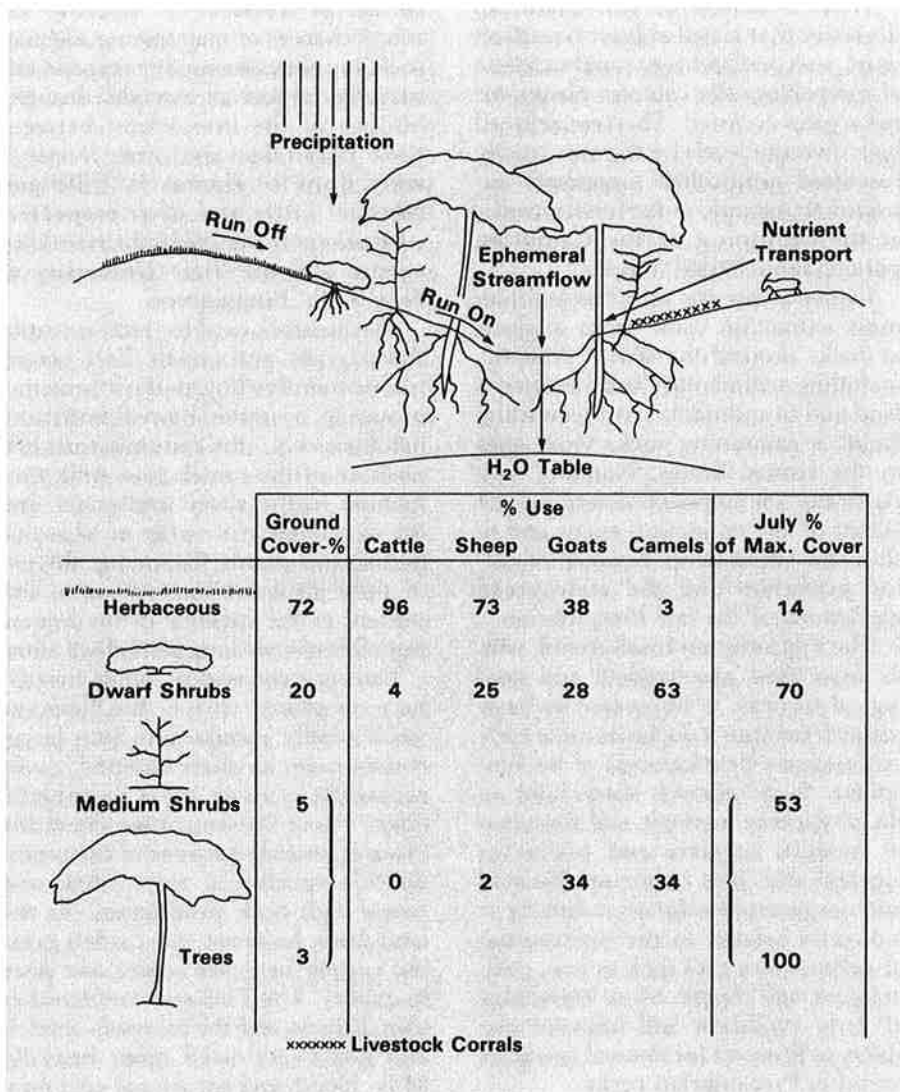 Precipitation
Run Off
Nutrient
Transport
Ephemeral
Streamflow
Run On
H₂O Table
% Use
Ground July %
Cover-% Cattle Sheep Goats Camels of Max. Cover
Herbaceous 72 96 73 38 3 14
Dwarf Shrubs 20 4 25 28 63 70
Medium Shrubs 5 53
0 2 34 34
Trees 3 100
xxxxxxx Livestock Corrals